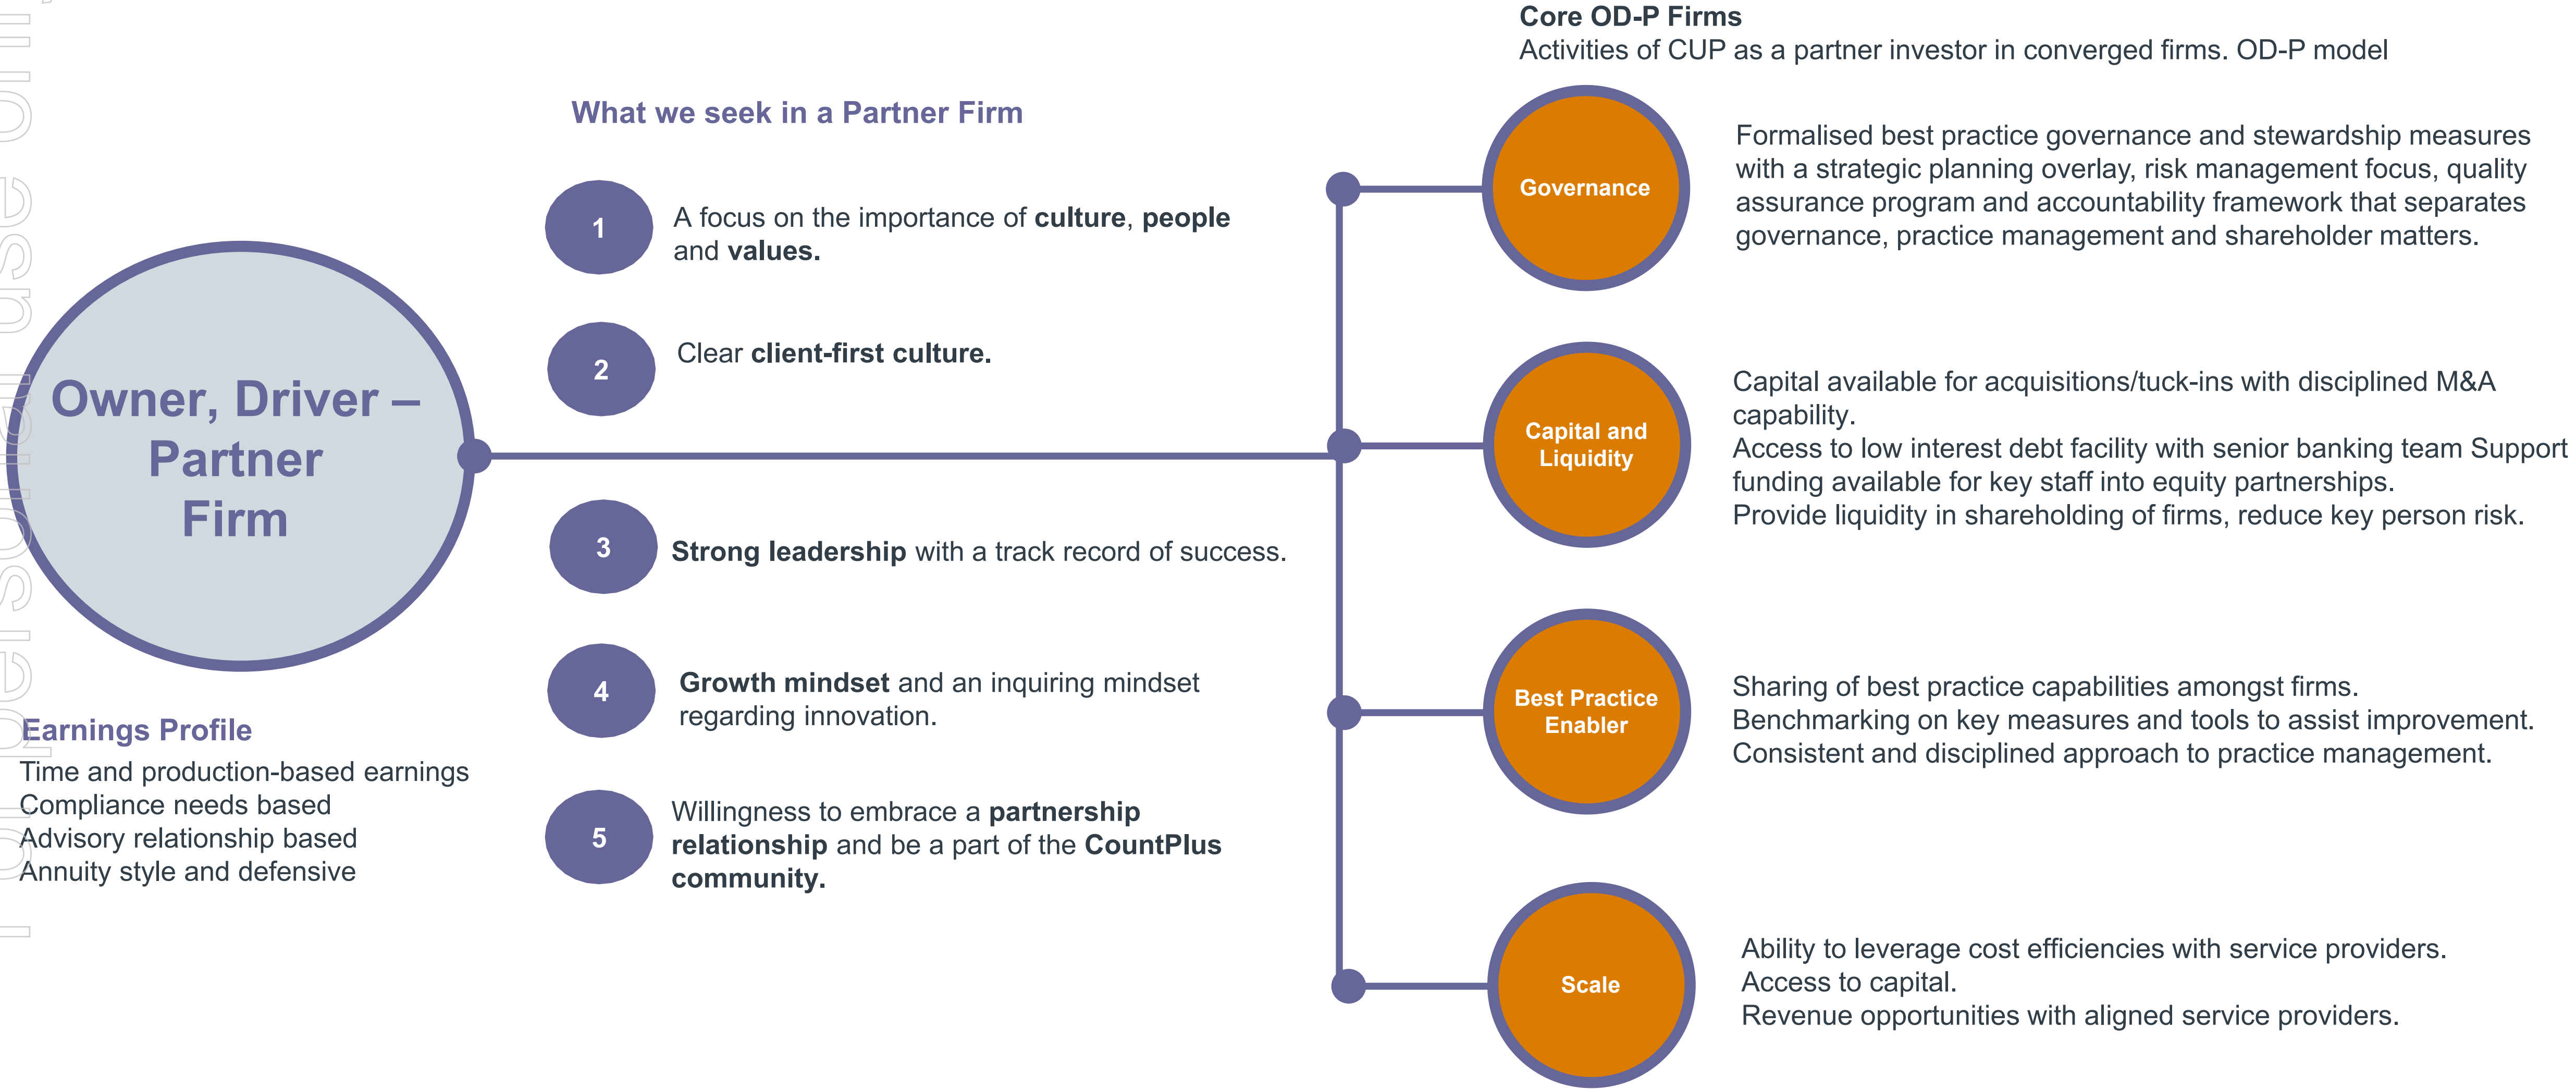 Core OD-P Firms
Activities of CUP as a partner investor in converged firms. OD-P model
What we seek in a Partner Firm
Owner, Driver –
Partner
Firm
Earnings Profile
Time and production-based earnings
Compliance needs based
Advisory relationship based
Annuity style and defensive
1
A focus on the importance of culture, people
and values.
2
Clear client-first culture.
3
Strong leadership with a track record of success.
4
Growth mindset and an inquiring mindset
regarding innovation.
5
Willingness to embrace a partnership
relationship and be a part of the CountPlus
community.
Governance
Formalised best practice governance and stewardship measures
with a strategic planning overlay, risk management focus, quality
assurance program and accountability framework that separates
governance, practice management and shareholder matters.
Capital and
Liquidity
Capital available for acquisitions/tuck-ins with disciplined M&A
capability.
Access to low interest debt facility with senior banking team Support
funding available for key staff into equity partnerships.
Provide liquidity in shareholding of firms, reduce key person risk.
Best Practice
Enabler
Sharing of best practice capabilities amongst firms.
Benchmarking on key measures and tools to assist improvement.
Consistent and disciplined approach to practice management.
Scale
Ability to leverage cost efficiencies with service providers.
Access to capital.
Revenue opportunities with aligned service providers.